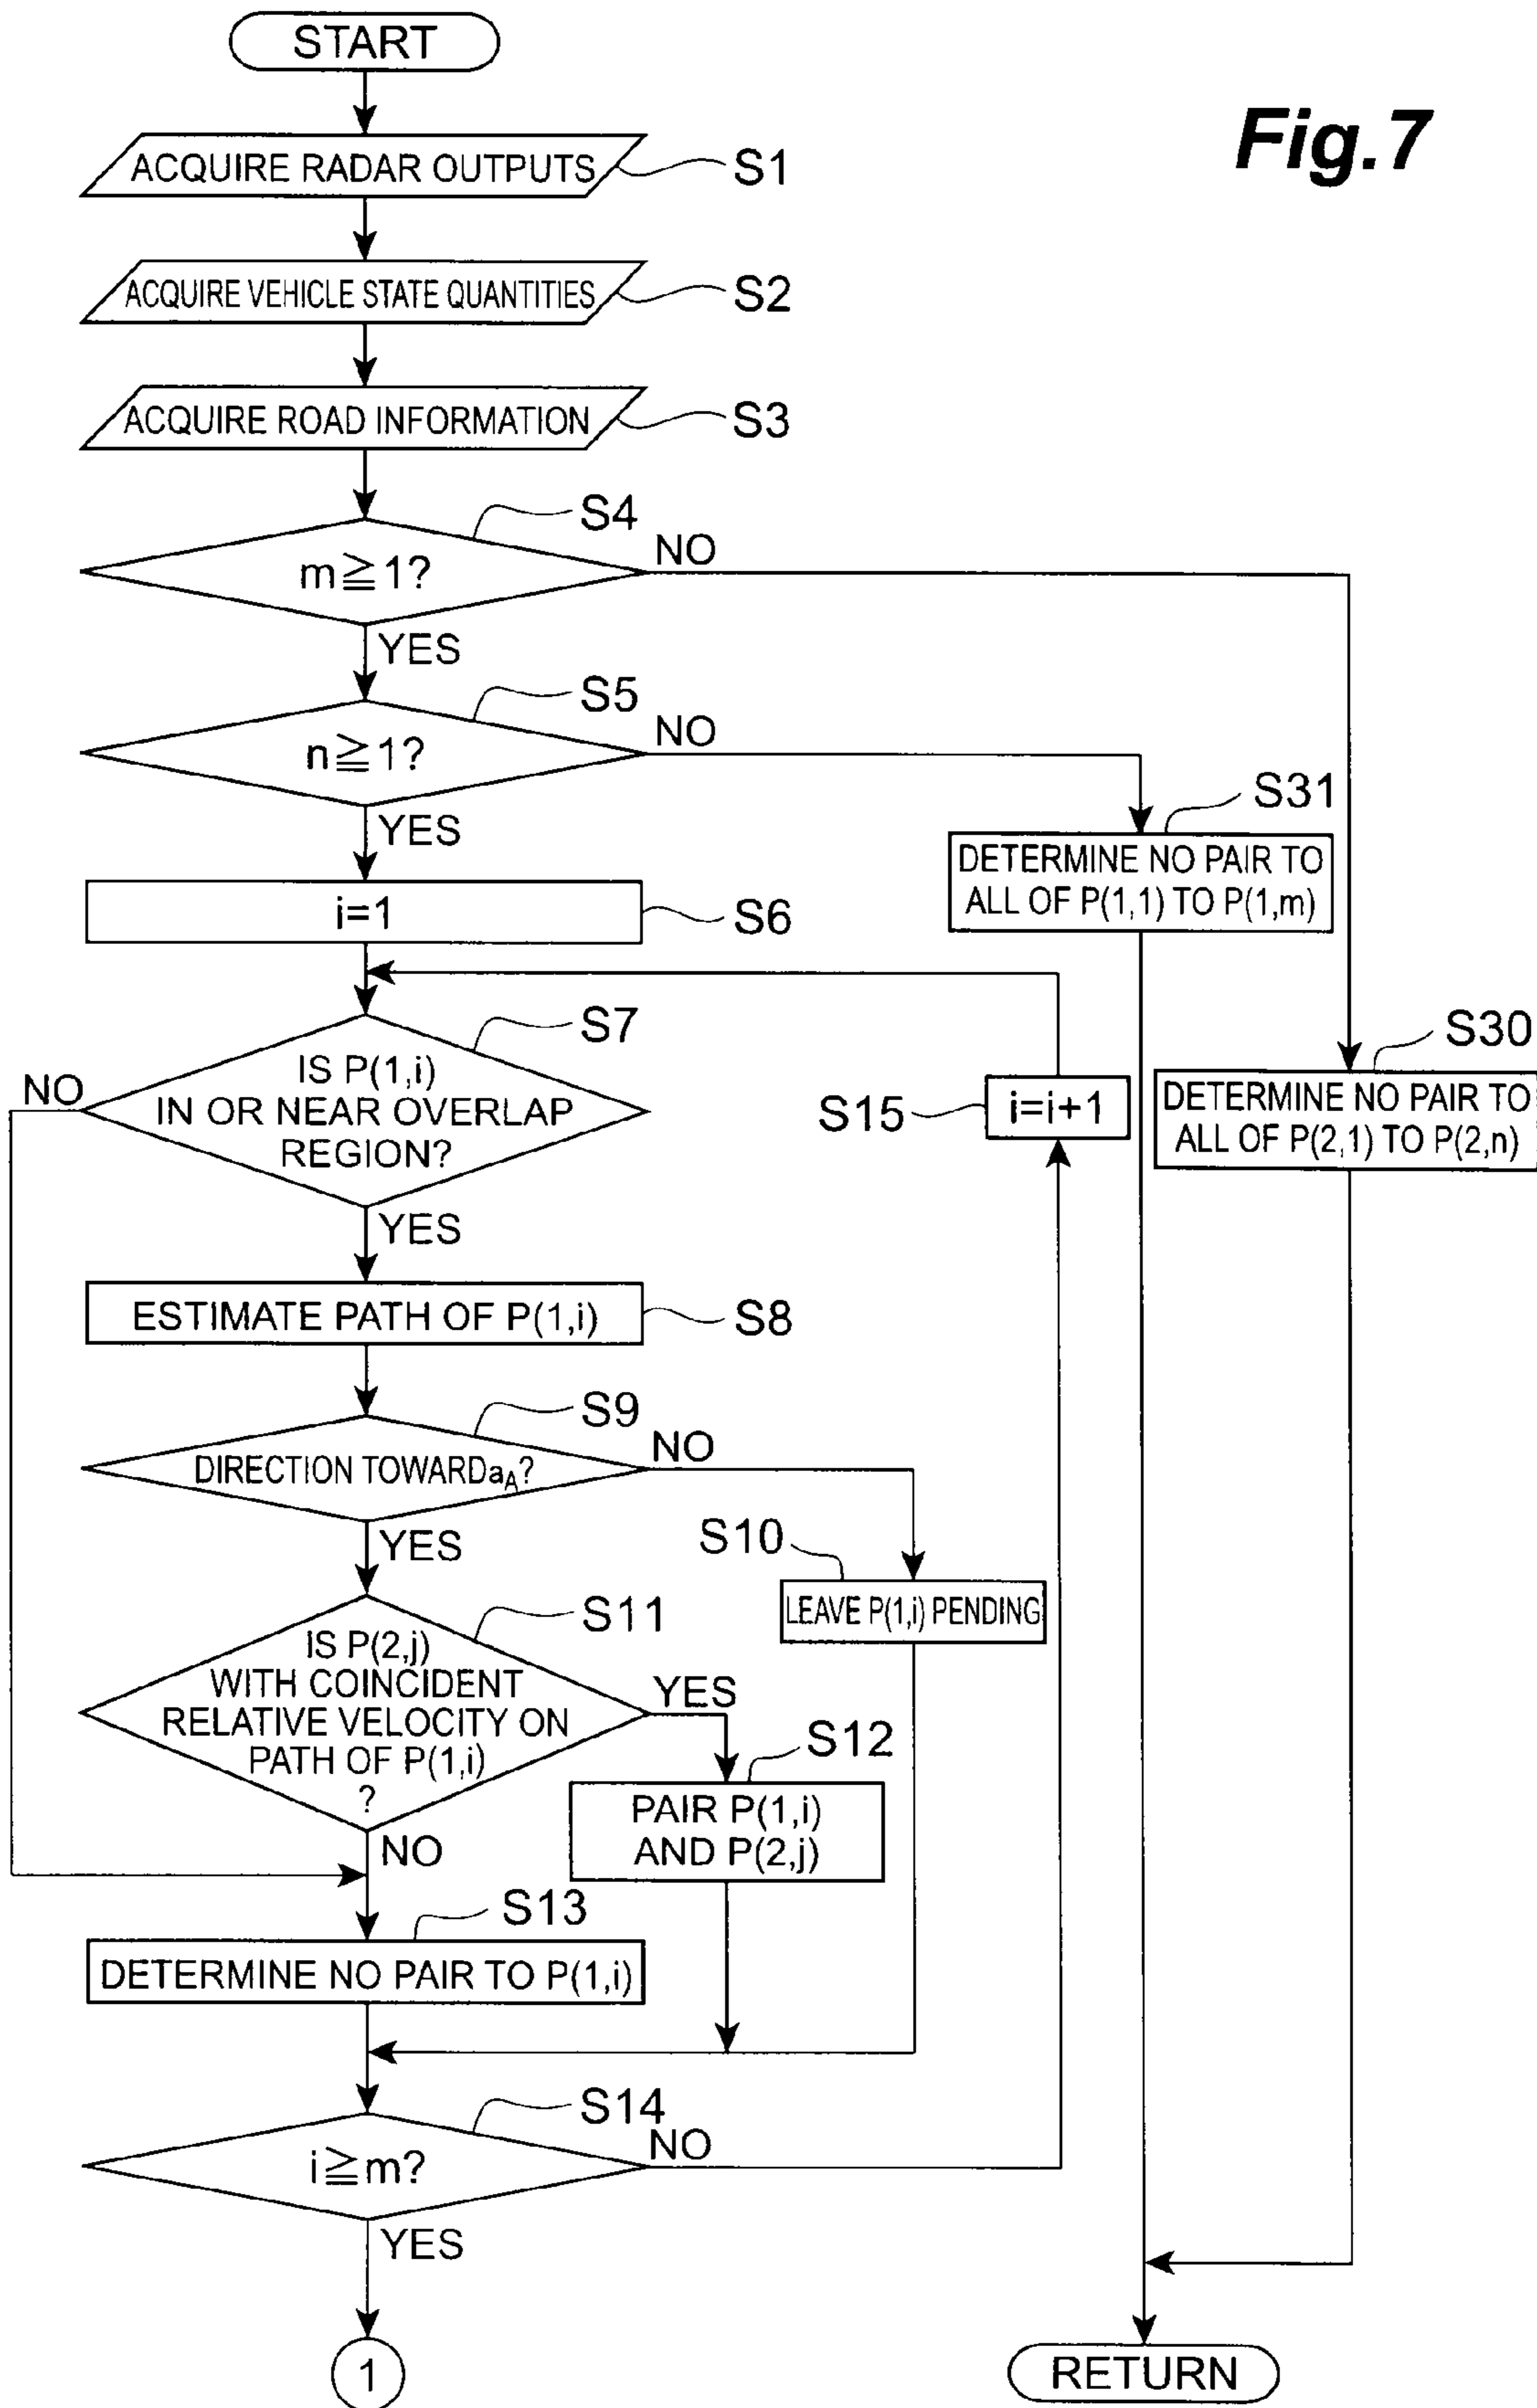 START
Fig.7
ACQUIRE RADAR OUTPUTS
S1
ACQUIRE VEHICLE STATE QUANTITIES
S2
ACQUIRE ROAD INFORMATION
S3
S4
m≧1?
NO
YES
S5
n≧1?
NO
YES
S31
DETERMINE NO PAIR TO
ALL OF P(1,1) TO P(1,m)
i=1
S6
S7
IS P(1,i)
IN OR NEAR OVERLAP
REGION?
NO
YES
S15
i=i+1
S30
DETERMINE NO PAIR TO
ALL OF P(2,1) TO P(2,n)
ESTIMATE PATH OF P(1,i)
S8
S9
DIRECTION TOWARDaA?
NO
YES
S10
LEAVE P(1,i) PENDING
S11
IS P(2,j)
WITH COINCIDENT
RELATIVE VELOCITY ON
PATH OF P(1,i)
?
YES
NO
S12
PAIR P(1,i)
AND P(2,j)
S13
DETERMINE NO PAIR TO P(1,i)
S14
i≧m?
NO
YES
1
RETURN